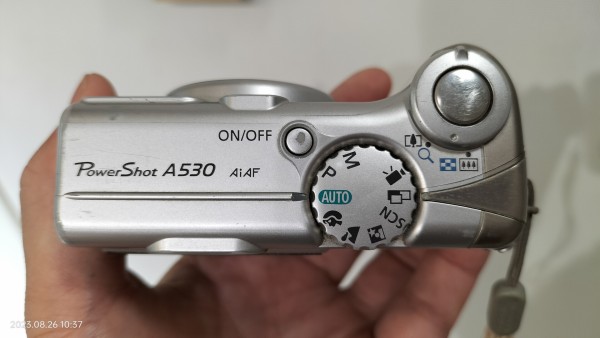 ON/OFF
PowerShot A530 AiAF
M
P
AUTO
SCN
2023.08.26 10:37